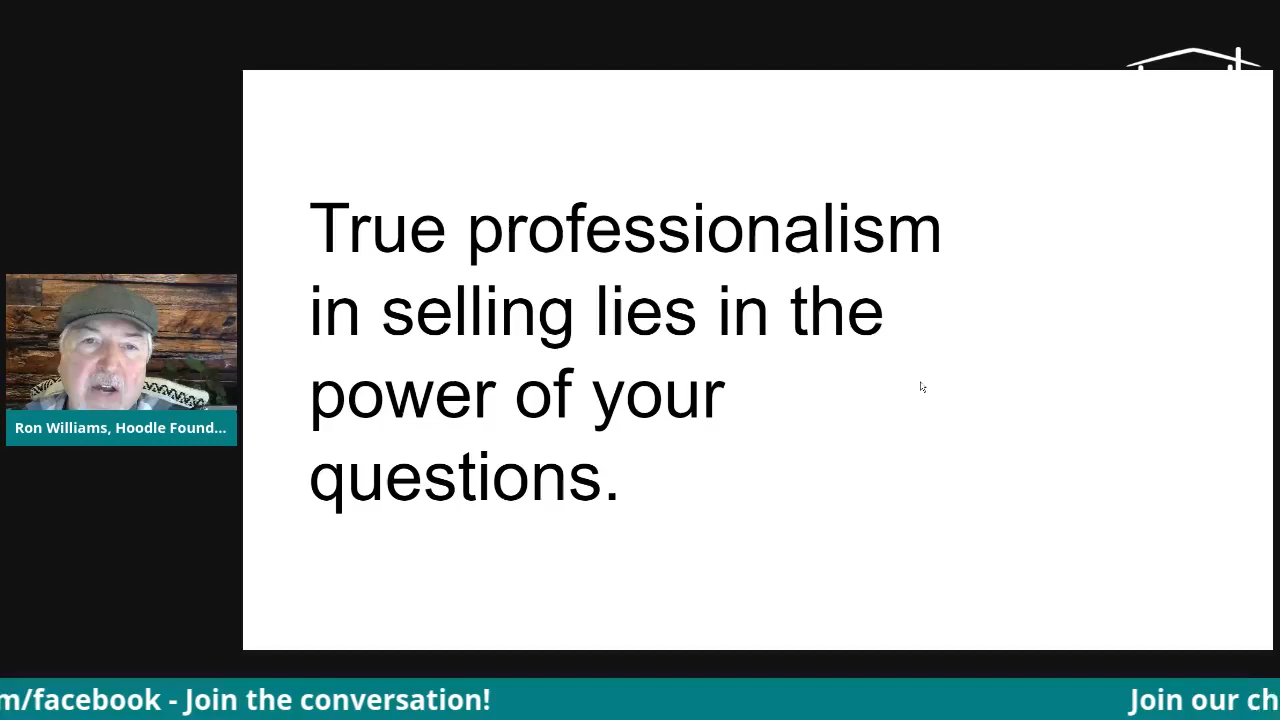 True professionalism
in selling lies in the
power of your
questions.
Ron Williams, Hoodle Found...
m/facebook - Join the conversation!
Join our ch